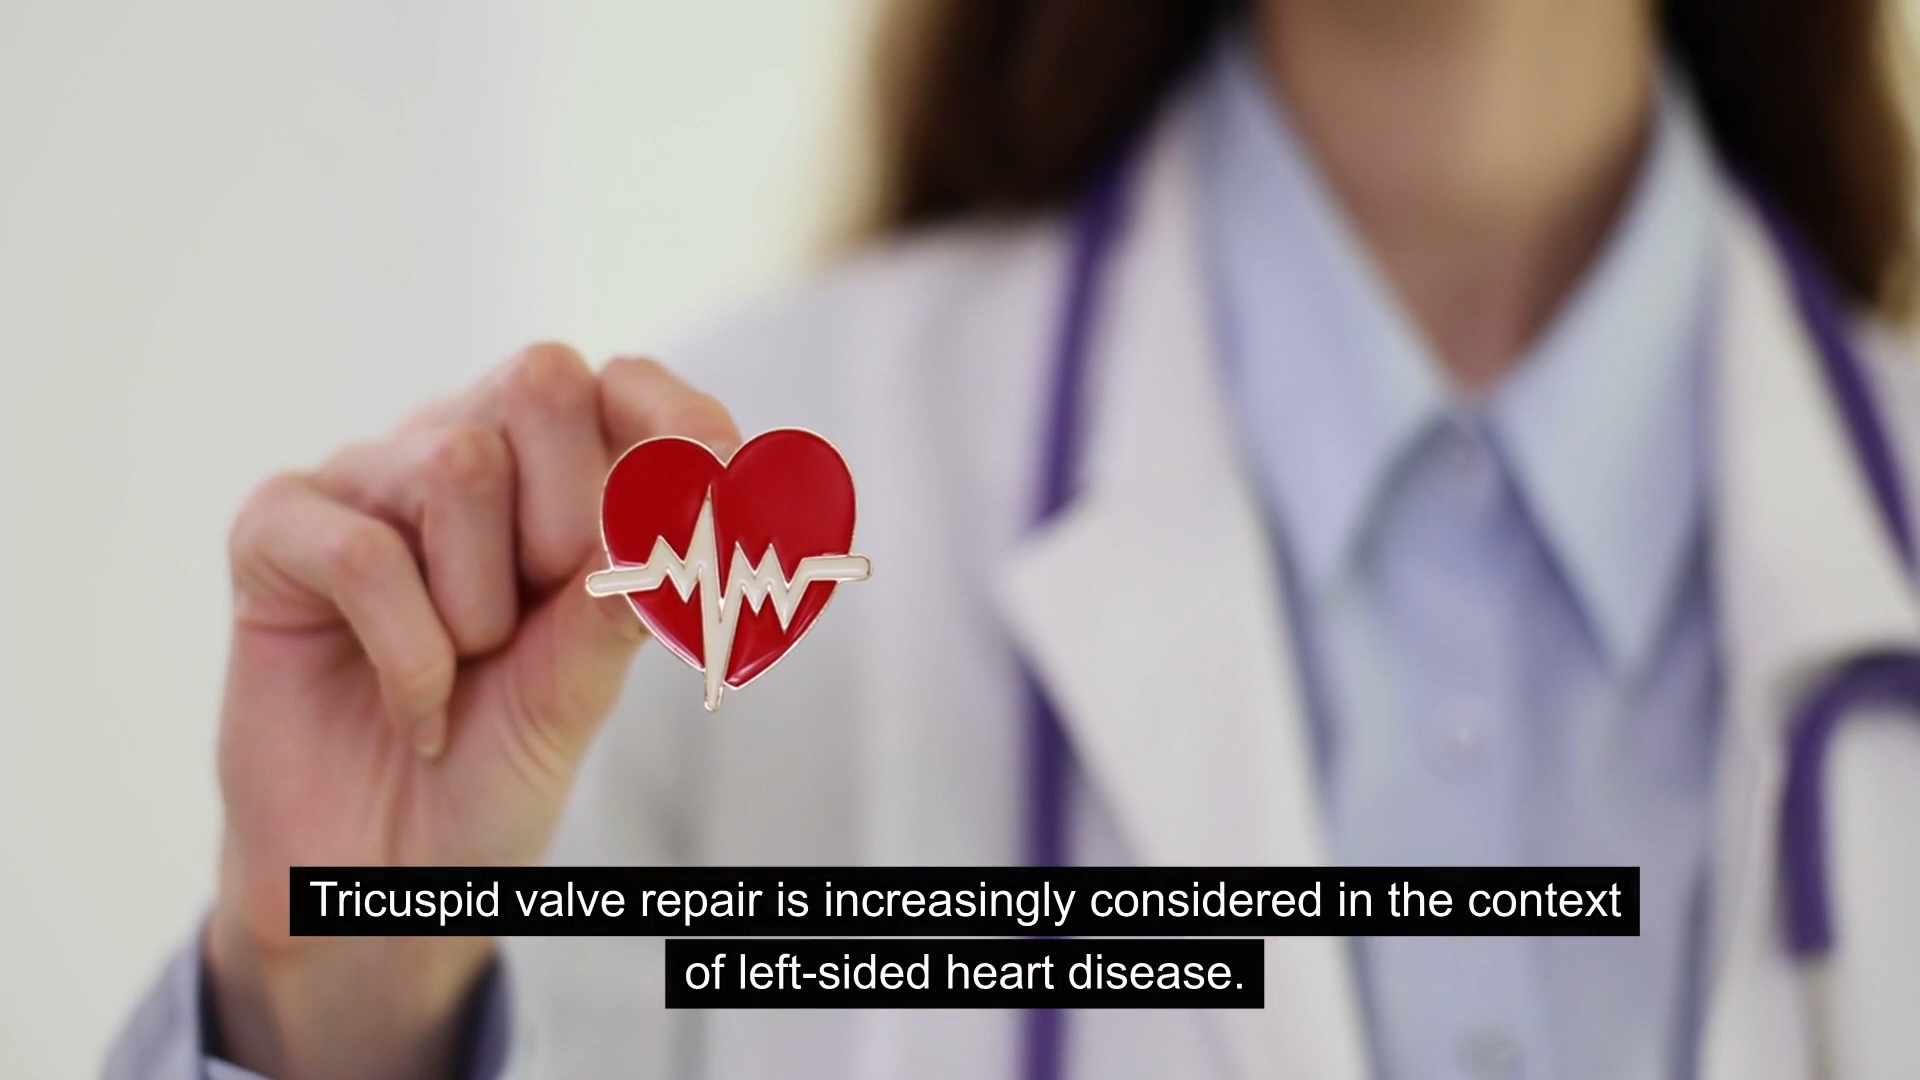 Tricuspid valve repair is increasingly considered in the context
of left-sided heart disease.